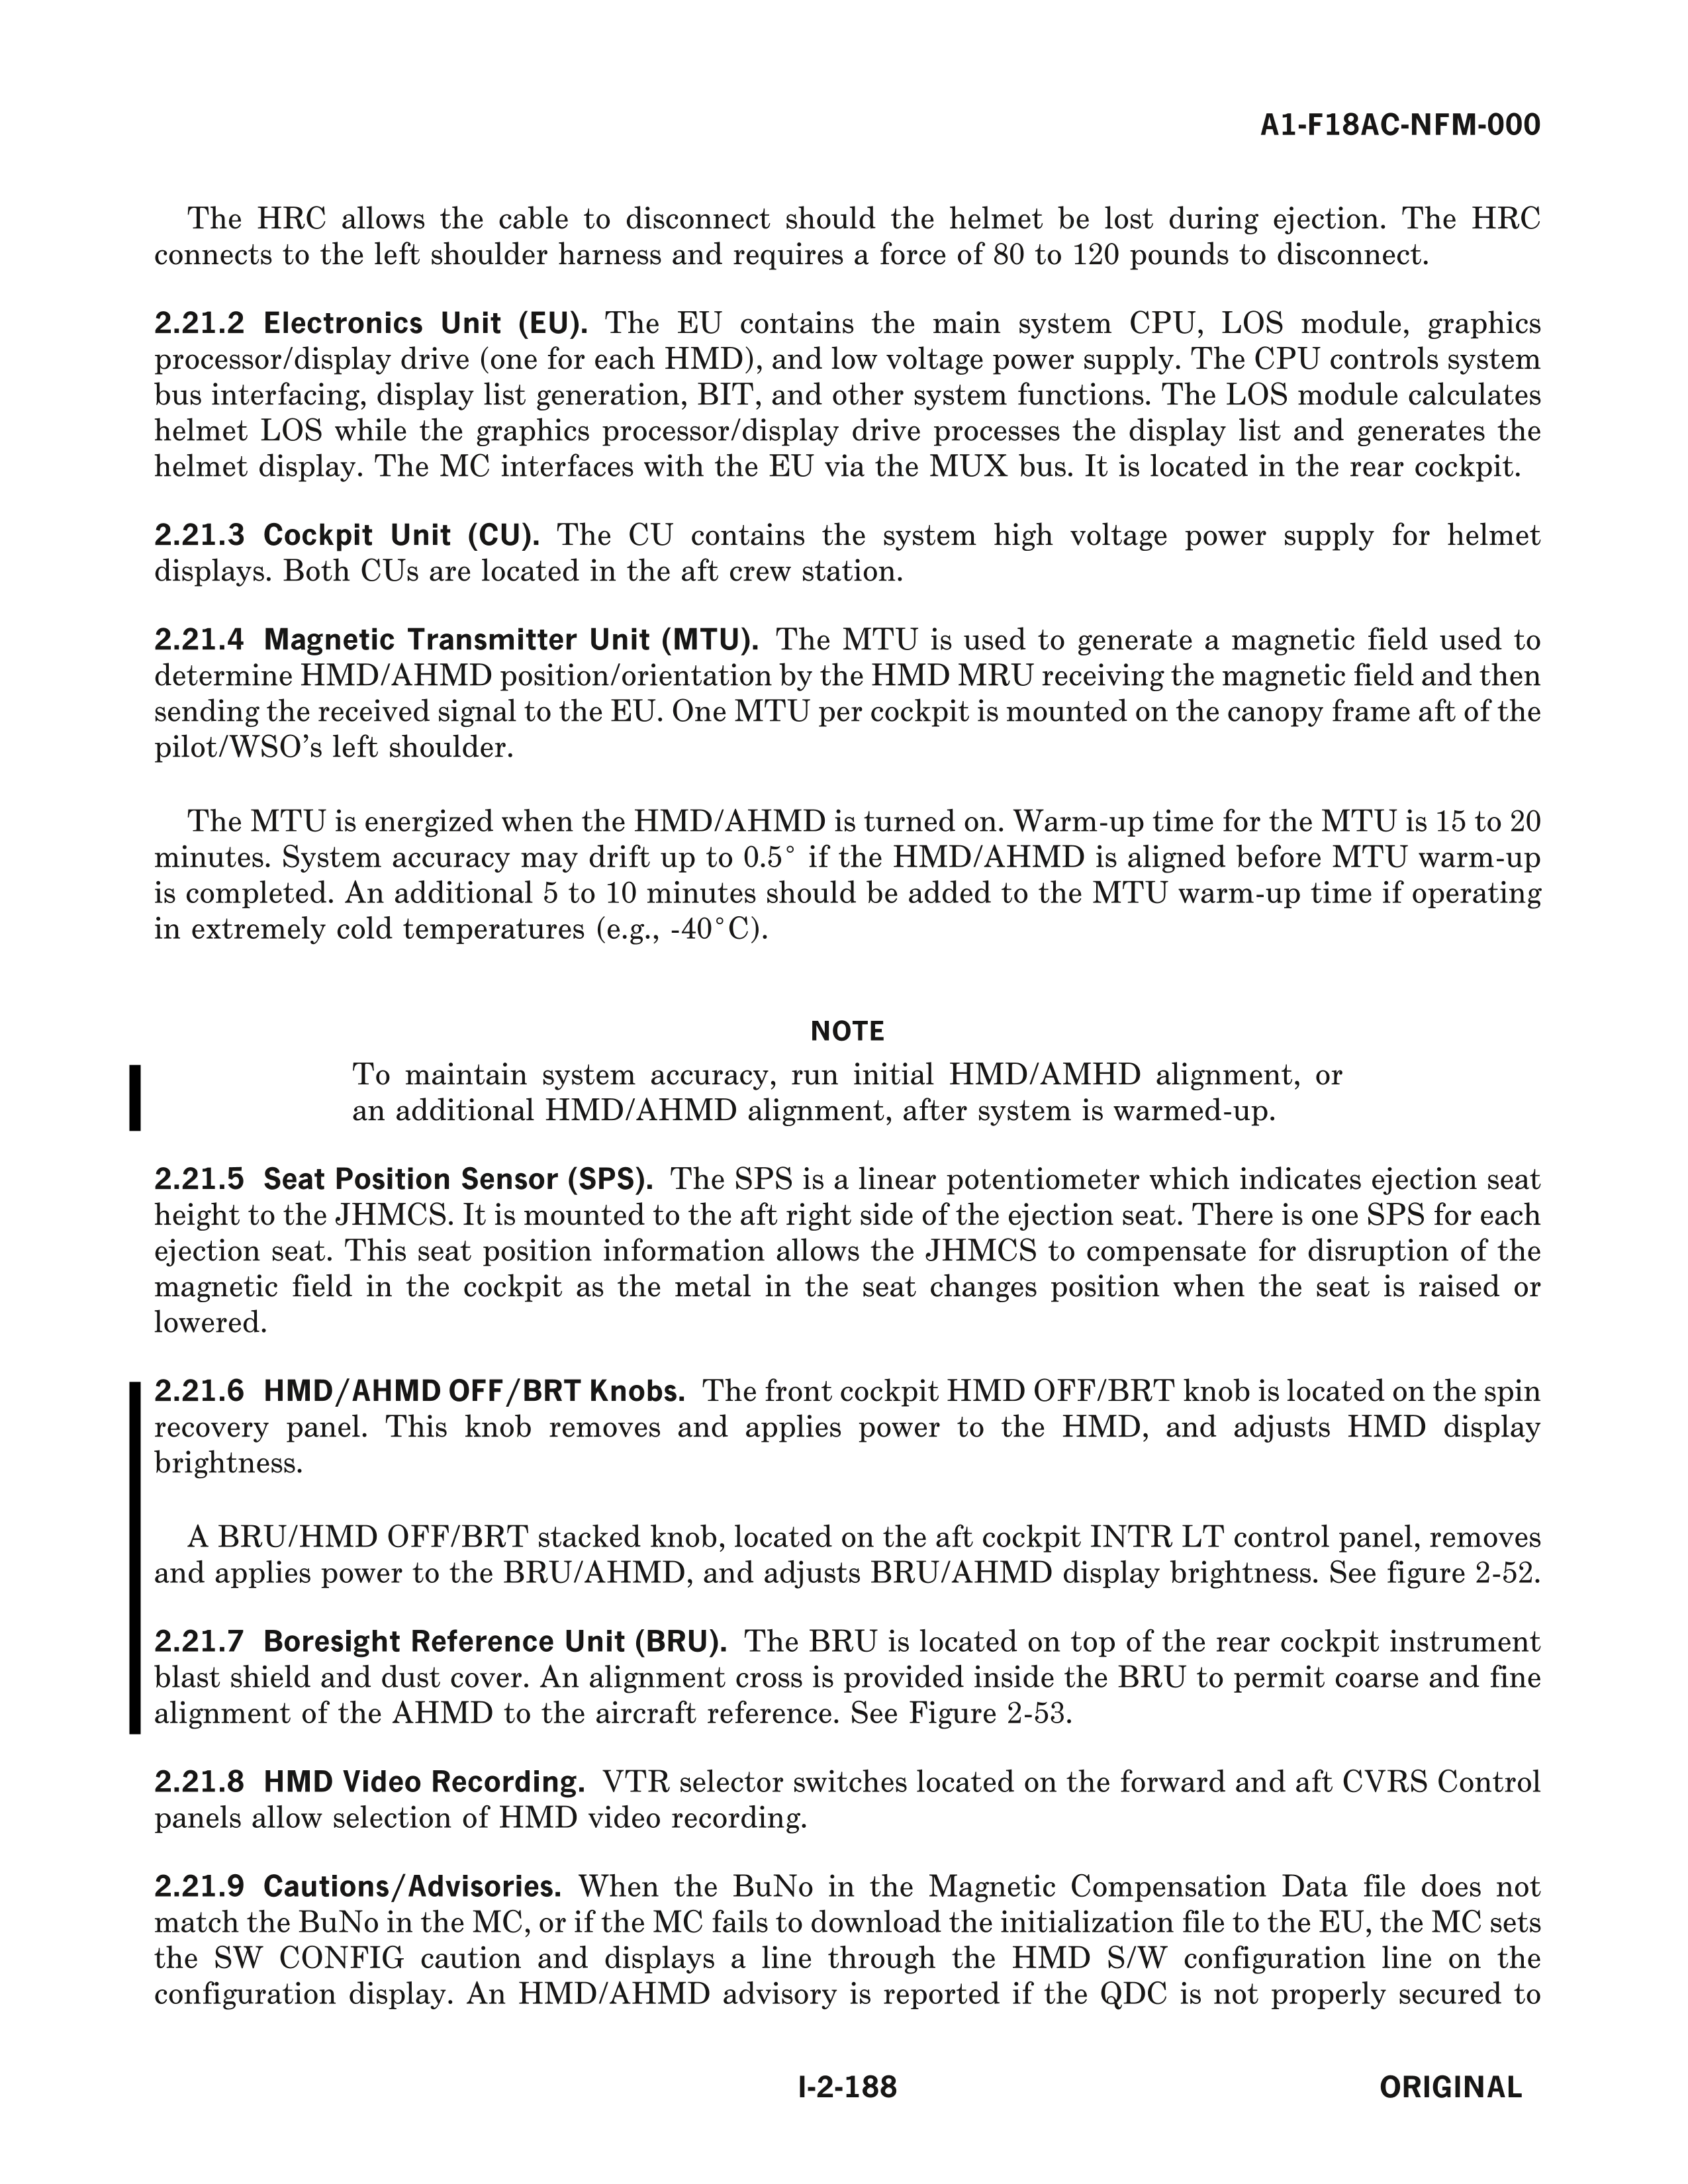 A1-F18AC-NFM-000
The HRC allows the cable to disconnect should the helmet be lost during ejection. The HRC
connects to the left shoulder harness and requires a force of 80 to 120 pounds to disconnect.
2.21.2 Electronics Unit (EU). The EU contains the main system CPU, LOS module, graphics
processor/display drive (one for each HMD), and low voltage power supply. The CPU controls system
bus interfacing, display list generation, BIT, and other system functions. The LOS module calculates
helmet LOS while the graphics processor/display drive processes the display list and generates the
helmet display. The MC interfaces with the EU via the MUX bus. It is located in the rear cockpit.
2.21.3 Cockpit Unit (CU). The CU contains the system high voltage power supply for helmet
displays. Both CUs are located in the aft crew station.
2.21.4 Magnetic Transmitter Unit (MTU). The MTU is used to generate a magnetic field used to
determine HMD/AHMD position/orientation by the HMD MRU receiving the magnetic field and then
sending the received signal to the EU. One MTU per cockpit is mounted on the canopy frame aft of the
pilot/WSO's left shoulder.
The MTU is energized when the HMD/AHMD is turned on. Warm-up time for the MTU is 15 to 20
minutes. System accuracy may drift up to 0.5° if the HMD/AHMD is aligned before MTU warm-up
is completed. An additional 5 to 10 minutes should be added to the MTU warm-up time if operating
in extremely cold temperatures (e.g., -40°C).
NOTE
To maintain system accuracy, run initial HMD/AMHD alignment, or
an additional HMD/AHMD alignment, after system is warmed-up.
2.21.5 Seat Position Sensor (SPS). The SPS is a linear potentiometer which indicates ejection seat
height to the JHMCS. It is mounted to the aft right side of the ejection seat. There is one SPS for each
ejection seat. This seat position information allows the JHMCS to compensate for disruption of the
magnetic field in the cockpit as the metal in the seat changes position when the seat is raised or
lowered.
2.21.6 HMD/AHMD OFF/BRT Knobs. The front cockpit HMD OFF/BRT knob is located on the spin
recovery panel. This knob removes and applies power to the HMD, and adjusts HMD display
brightness.
A BRU/HMD OFF/BRT stacked knob, located on the aft cockpit INTR LT control panel, removes
and applies power to the BRU/AHMD, and adjusts BRU/AHMD display brightness. See figure 2-52.
2.21.7 Boresight Reference Unit (BRU). The BRU is located on top of the rear cockpit instrument
blast shield and dust cover. An alignment cross is provided inside the BRU to permit coarse and fine
alignment of the AHMD to the aircraft reference. See Figure 2-53.
2.21.8 HMD Video Recording. VTR selector switches located on the forward and aft CVRS Control
panels allow selection of HMD video recording.
2.21.9 Cautions/Advisories. When the BuNo in the Magnetic Compensation Data file does not
match the BuNo in the MC, or if the MC fails to download the initialization file to the EU, the MC sets
the SW CONFIG caution and displays a line through the HMD S/W configuration line on the
configuration display. An HMD/AHMD advisory is reported if the QDC is not properly secured to
I-2-188
ORIGINAL